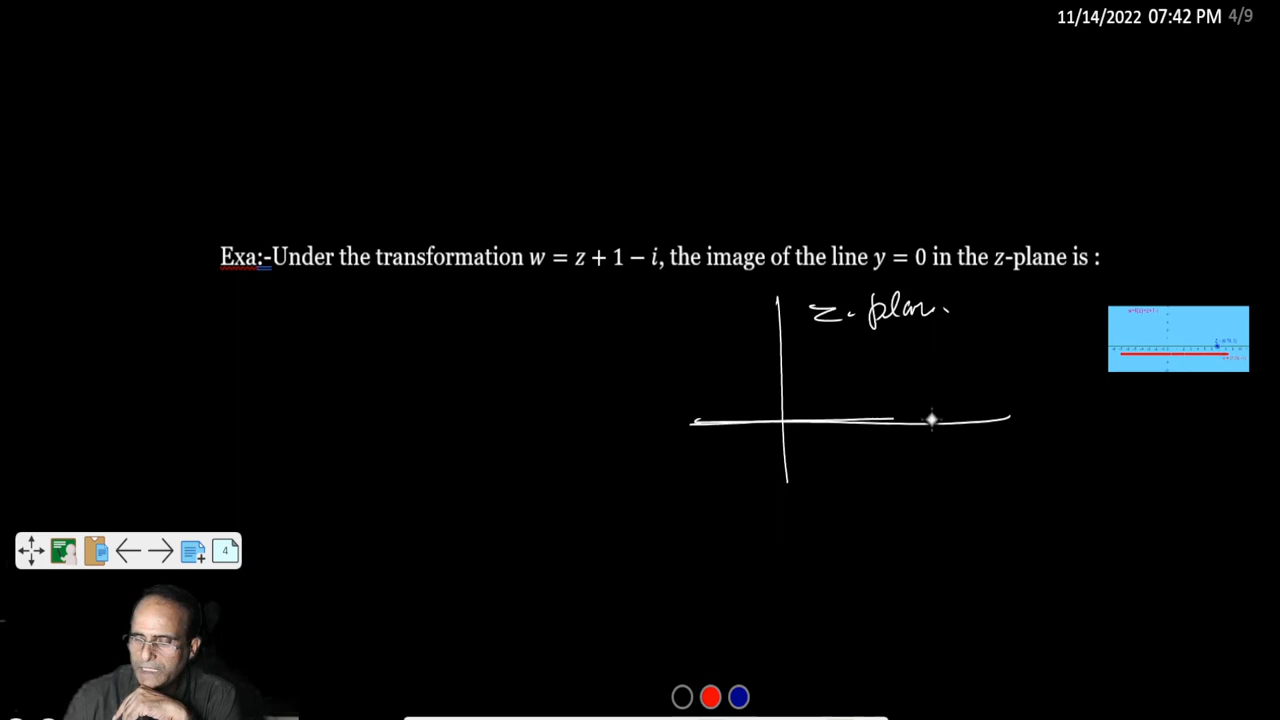 11/14/2022 07:42 PM 4/9
Exa:-Under the transformation w = z + 1 − i, the image of the line y = 0 in the z-plane is :
z. plan.
4